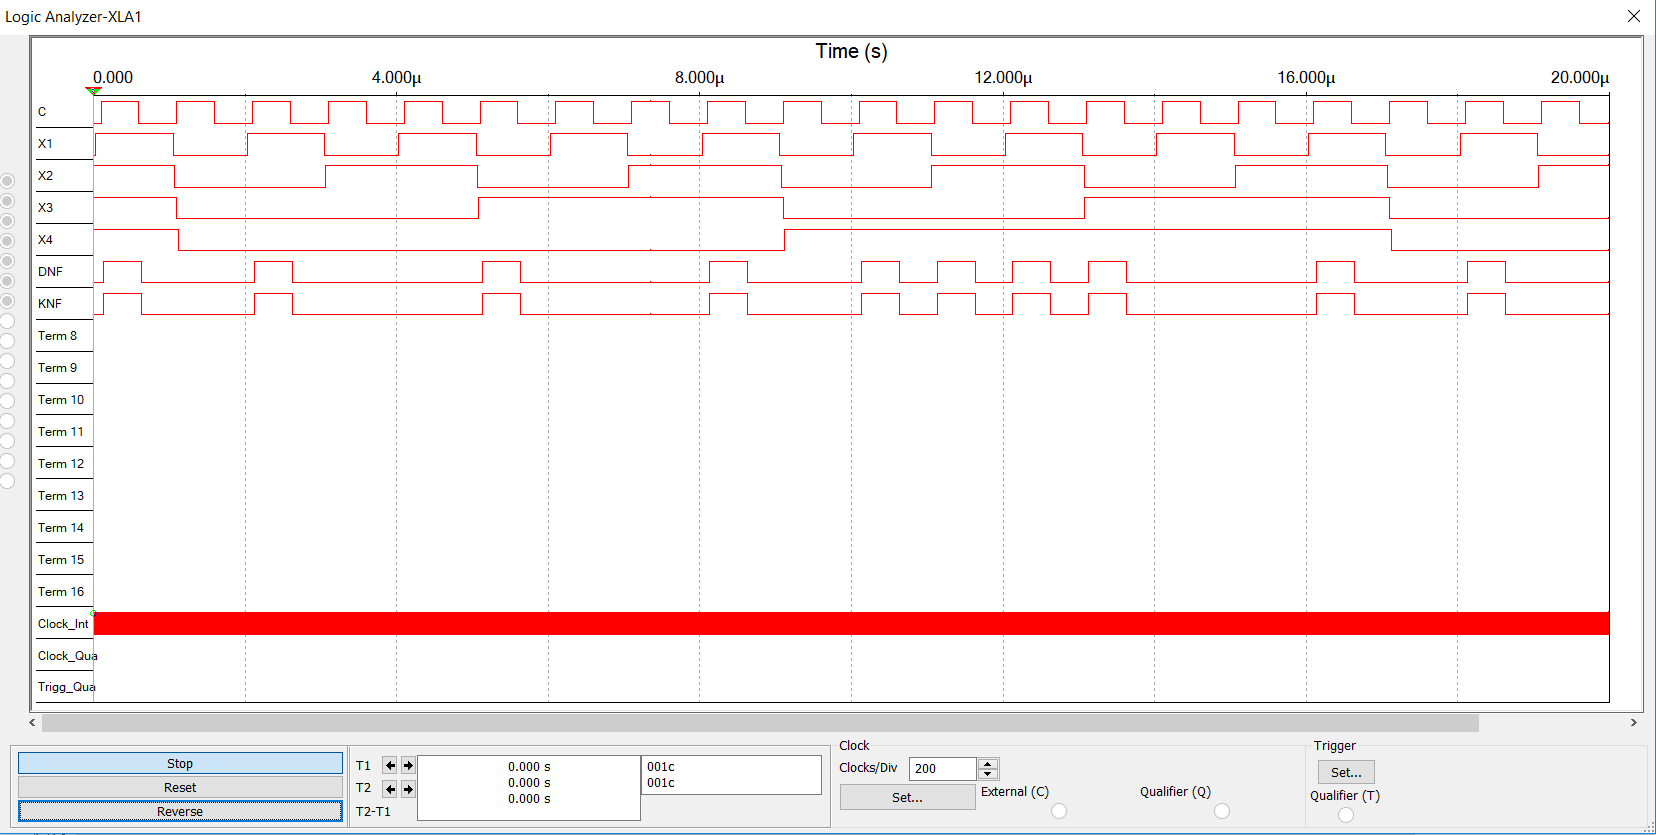 Logic Analyzer-XLA1
Time (s)
0.000 4.000µ 8.000µ 12.000µ 16.000µ 20.000µ
C
X1
X2
X3
X4
DNF
KNF
Term 8
Term 9
Term 10
Term 11
Term 12
Term 13
Term 14
Term 15
Term 16
Clock_Int
Clock_Qua
Trigg_Qua
Stop
Reset
Reverse
T1
T2
T2-T1
0.000 s
0.000 s
0.000 s
001c
001c
Clock
Clocks/Div 200
Set...
External (C)
Qualifier (Q)
Trigger
Set...
Qualifier (T)